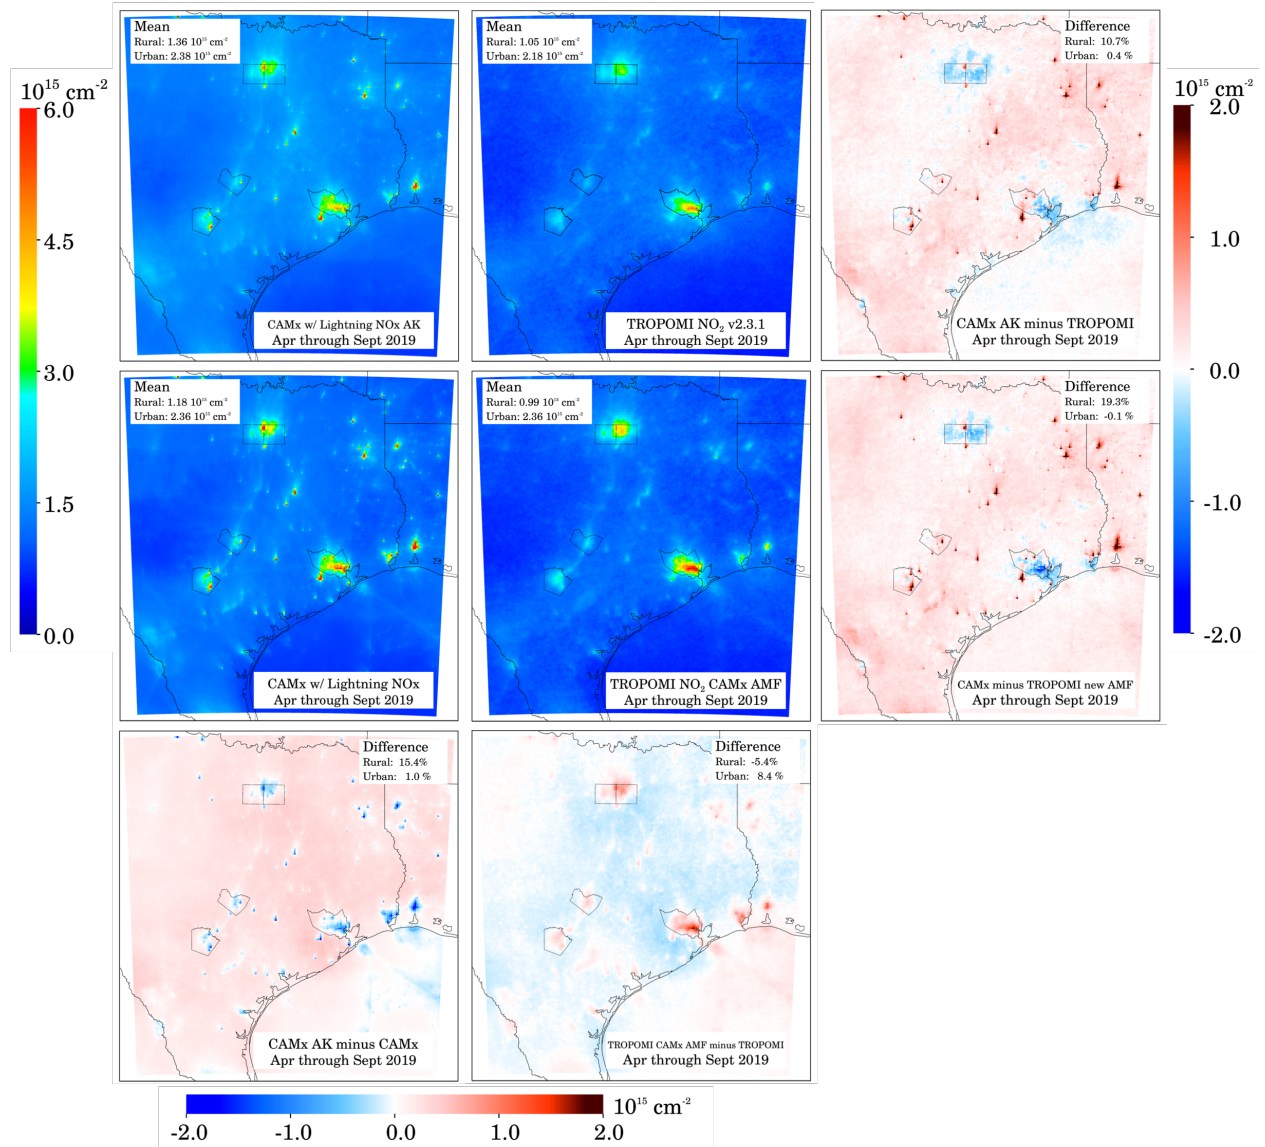 10¹⁵ cm⁻²
6.0
4.5
3.0
1.5
0.0
Mean
Rural: 1.36 10¹⁵ cm⁻²
Urban: 2.38 10¹⁵ cm⁻²
CAMx w/ Lightning NOx AK
Apr through Sept 2019
Mean
Rural: 1.05 10¹⁵ cm⁻²
Urban: 2.18 10¹⁵ cm⁻²
TROPOMI NO₂ v2.3.1
Apr through Sept 2019
Difference
Rural: 10.7%
Urban: 0.4 %
CAMx AK minus TROPOMI
Apr through Sept 2019
10¹⁵ cm⁻²
2.0
1.0
0.0
-1.0
-2.0
Mean
Rural: 1.18 10¹⁵ cm⁻²
Urban: 2.36 10¹⁵ cm⁻²
CAMx w/ Lightning NOx
Apr through Sept 2019
Mean
Rural: 0.99 10¹⁵ cm⁻²
Urban: 2.36 10¹⁵ cm⁻²
TROPOMI NO₂ CAMx AMF
Apr through Sept 2019
Difference
Rural: 19.3%
Urban: -0.1 %
CAMx minus TROPOMI new AMF
Apr through Sept 2019
Difference
Rural: 15.4%
Urban: 1.0 %
CAMx AK minus CAMx
Apr through Sept 2019
Difference
Rural: -5.4%
Urban: 8.4 %
TROPOMI CAMx AMF minus TROPOMI
Apr through Sept 2019
10¹⁵ cm⁻²
-2.0 -1.0 0.0 1.0 2.0